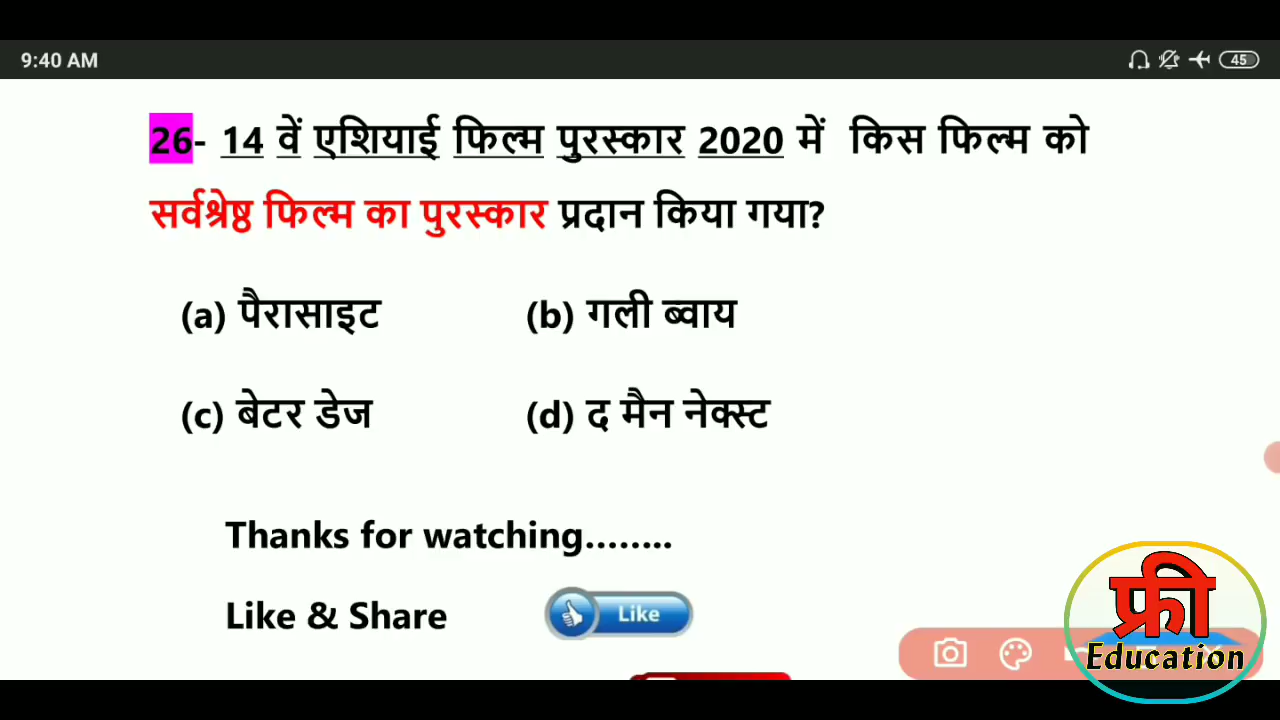 9:40 AM
45
26- 14 वें एशियाई फिल्म पुरस्कार 2020 में किस फिल्म को
सर्वश्रेष्ठ फिल्म का पुरस्कार प्रदान किया गया?
(a) पैरासाइट (b) गली ब्वाय
(c) बेटर डेज (d) द मैन नेक्स्ट
Thanks for watching........
Like & Share Like
फ्री
Education